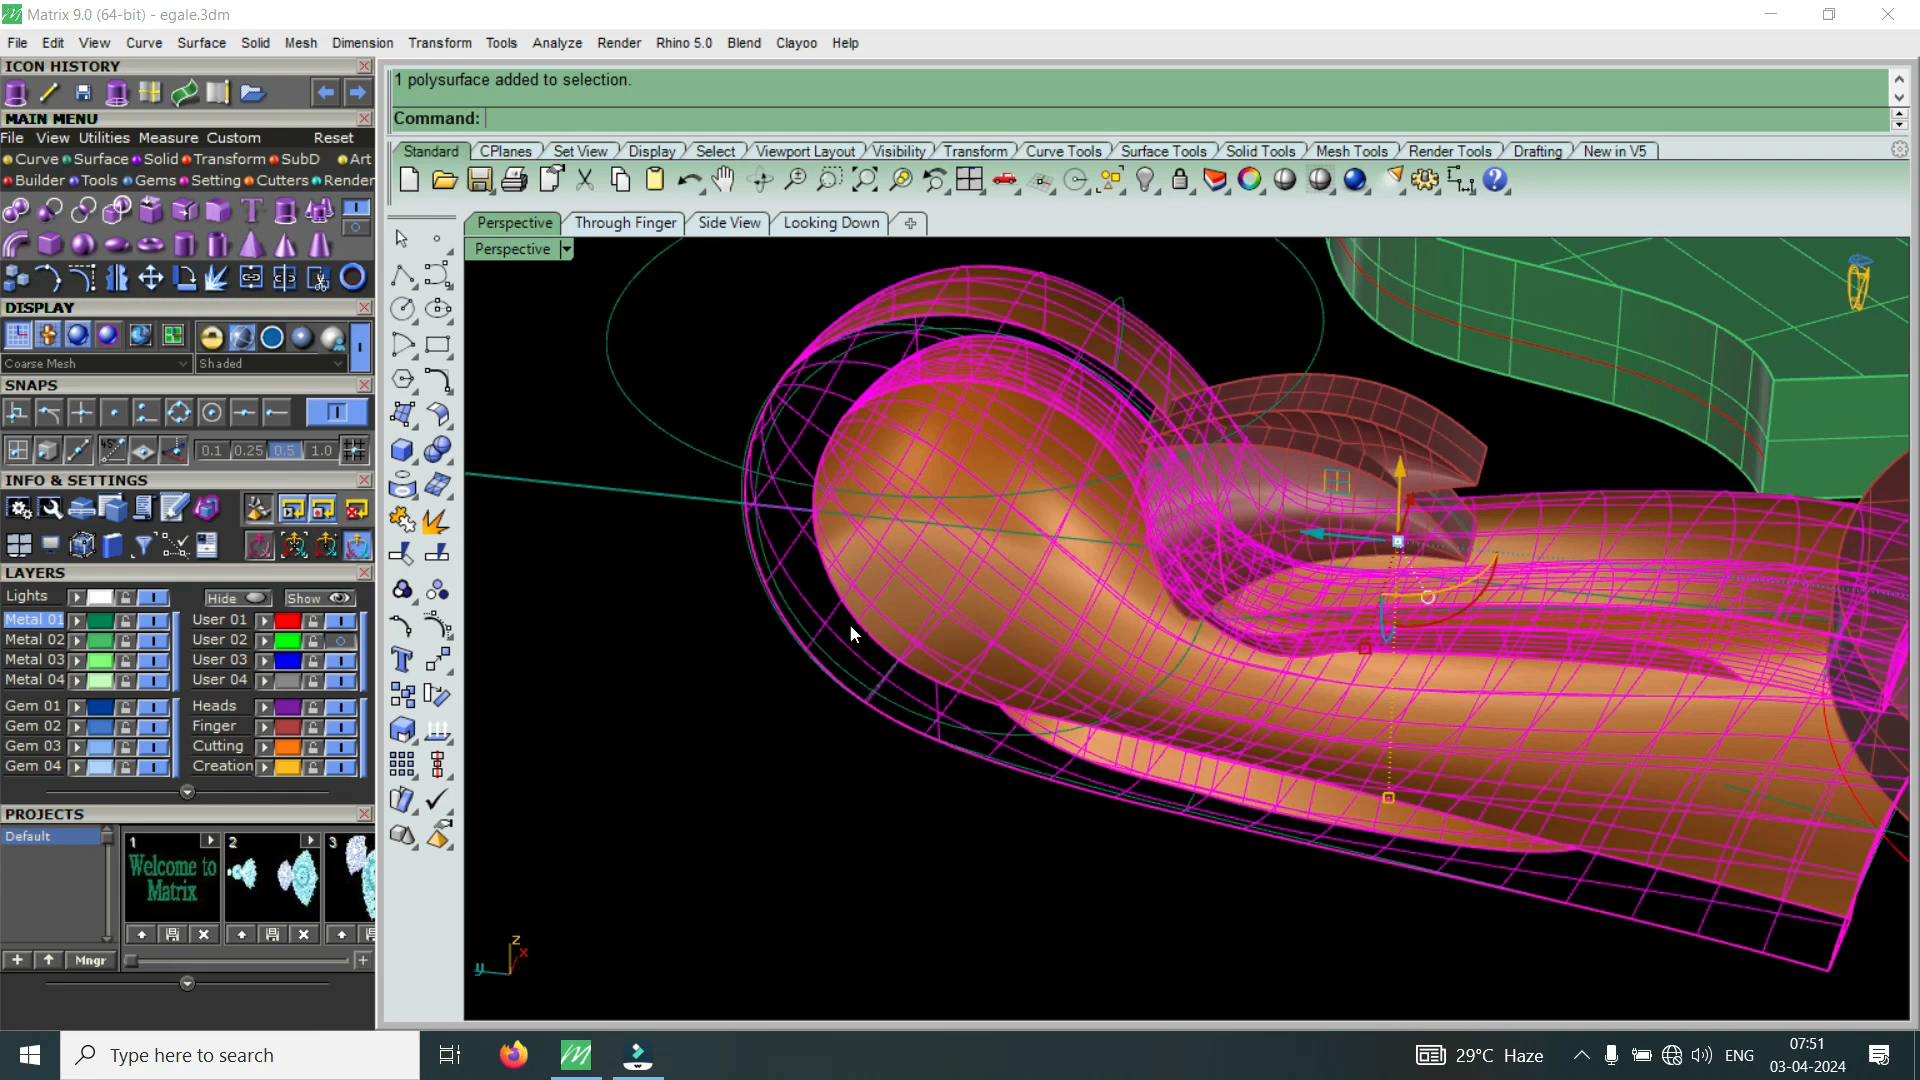 Matrix 9.0 (64-bit) - egale.3dm
File Edit View Curve Surface Solid Mesh Dimension Transform Tools Analyze Render Rhino 5.0 Blend Clayoo Help
ICON HISTORY
1 polysurface added to selection.
Command:
MAIN MENU
File View Utilities Measure Custom Reset
Curve Surface Solid Transform SubD Art
Builder Tools Gems Setting Cutters Render
Standard CPlanes Set View Display Select Viewport Layout Visibility Transform Curve Tools Surface Tools Solid Tools Mesh Tools Render Tools Drafting New in V5
Perspective Through Finger Side View Looking Down
Perspective
DISPLAY
Coarse Mesh Shaded
SNAPS
0.1 0.25 0.5 1.0
INFO & SETTINGS
LAYERS
Lights Hide Show
Metal 01 User 01
Metal 02 User 02
Metal 03 User 03
Metal 04 User 04
Gem 01 Heads
Gem 02 Finger
Gem 03 Cutting
Gem 04 Creation
PROJECTS
Default
1 2 3
Welcome to
Matrix
Mngr
z
x
y
Type here to search
29°C Haze
ENG
07:51
03-04-2024